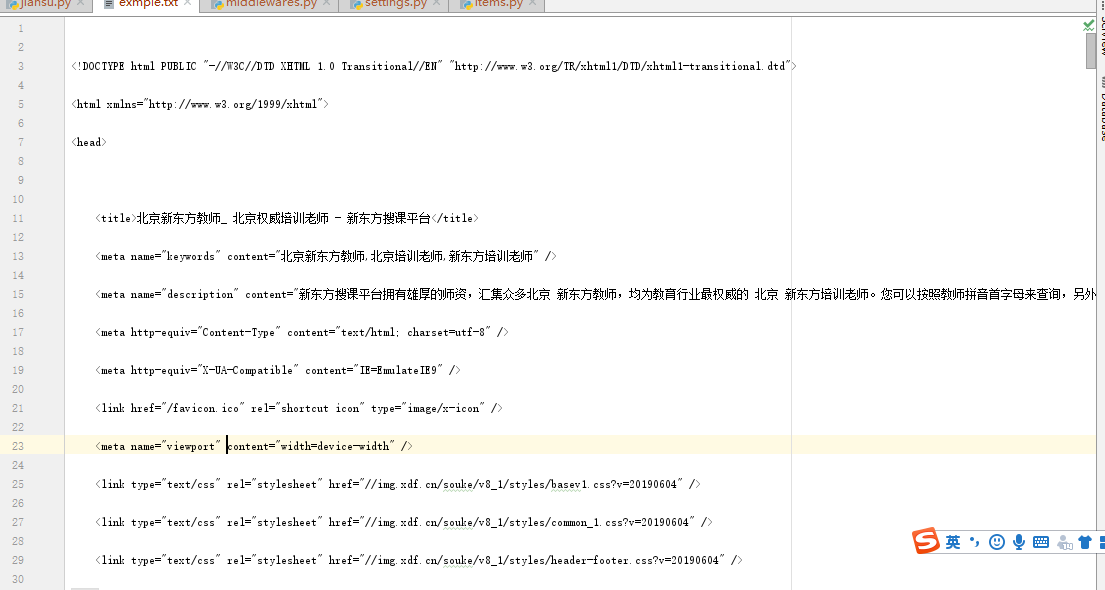 jiansu.py exmple.txt middlewares.py settings.py items.py
1
2
3 <!DOCTYPE html PUBLIC "-//W3C//DTD XHTML 1.0 Transitional//EN" "http://www.w3.org/TR/xhtml1/DTD/xhtml1-transitional.dtd">
4
5 <html xmlns="http://www.w3.org/1999/xhtml">
6
7 <head>
8
9
10
11 <title>北京新东方教师_ 北京权威培训老师 - 新东方搜课平台</title>
12
13 <meta name="keywords" content="北京新东方教师,北京培训老师,新东方培训老师" />
14
15 <meta name="description" content="新东方搜课平台拥有雄厚的师资，汇集众多北京 新东方教师，均为教育行业最权威的 北京 新东方培训老师。您可以按照教师拼音首字母来查询，另外
16
17 <meta http-equiv="Content-Type" content="text/html; charset=utf-8" />
18
19 <meta http-equiv="X-UA-Compatible" content="IE=EmulateIE9" />
20
21 <link href="/favicon.ico" rel="shortcut icon" type="image/x-icon" />
22
23 <meta name="viewport" content="width=device-width" />
24
25 <link type="text/css" rel="stylesheet" href="//img.xdf.cn/souke/v8_1/styles/basev1.css?v=20190604" />
26
27 <link type="text/css" rel="stylesheet" href="//img.xdf.cn/souke/v8_1/styles/common_1.css?v=20190604" />
28
29 <link type="text/css" rel="stylesheet" href="//img.xdf.cn/souke/v8_1/styles/header-footer.css?v=20190604" />
30
SciView
Database
S 英